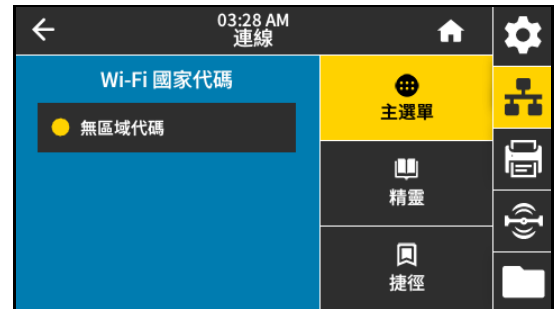 03:28 AM
連線
Wi-Fi 國家代碼
無區域代碼
主選單
精靈
捷徑